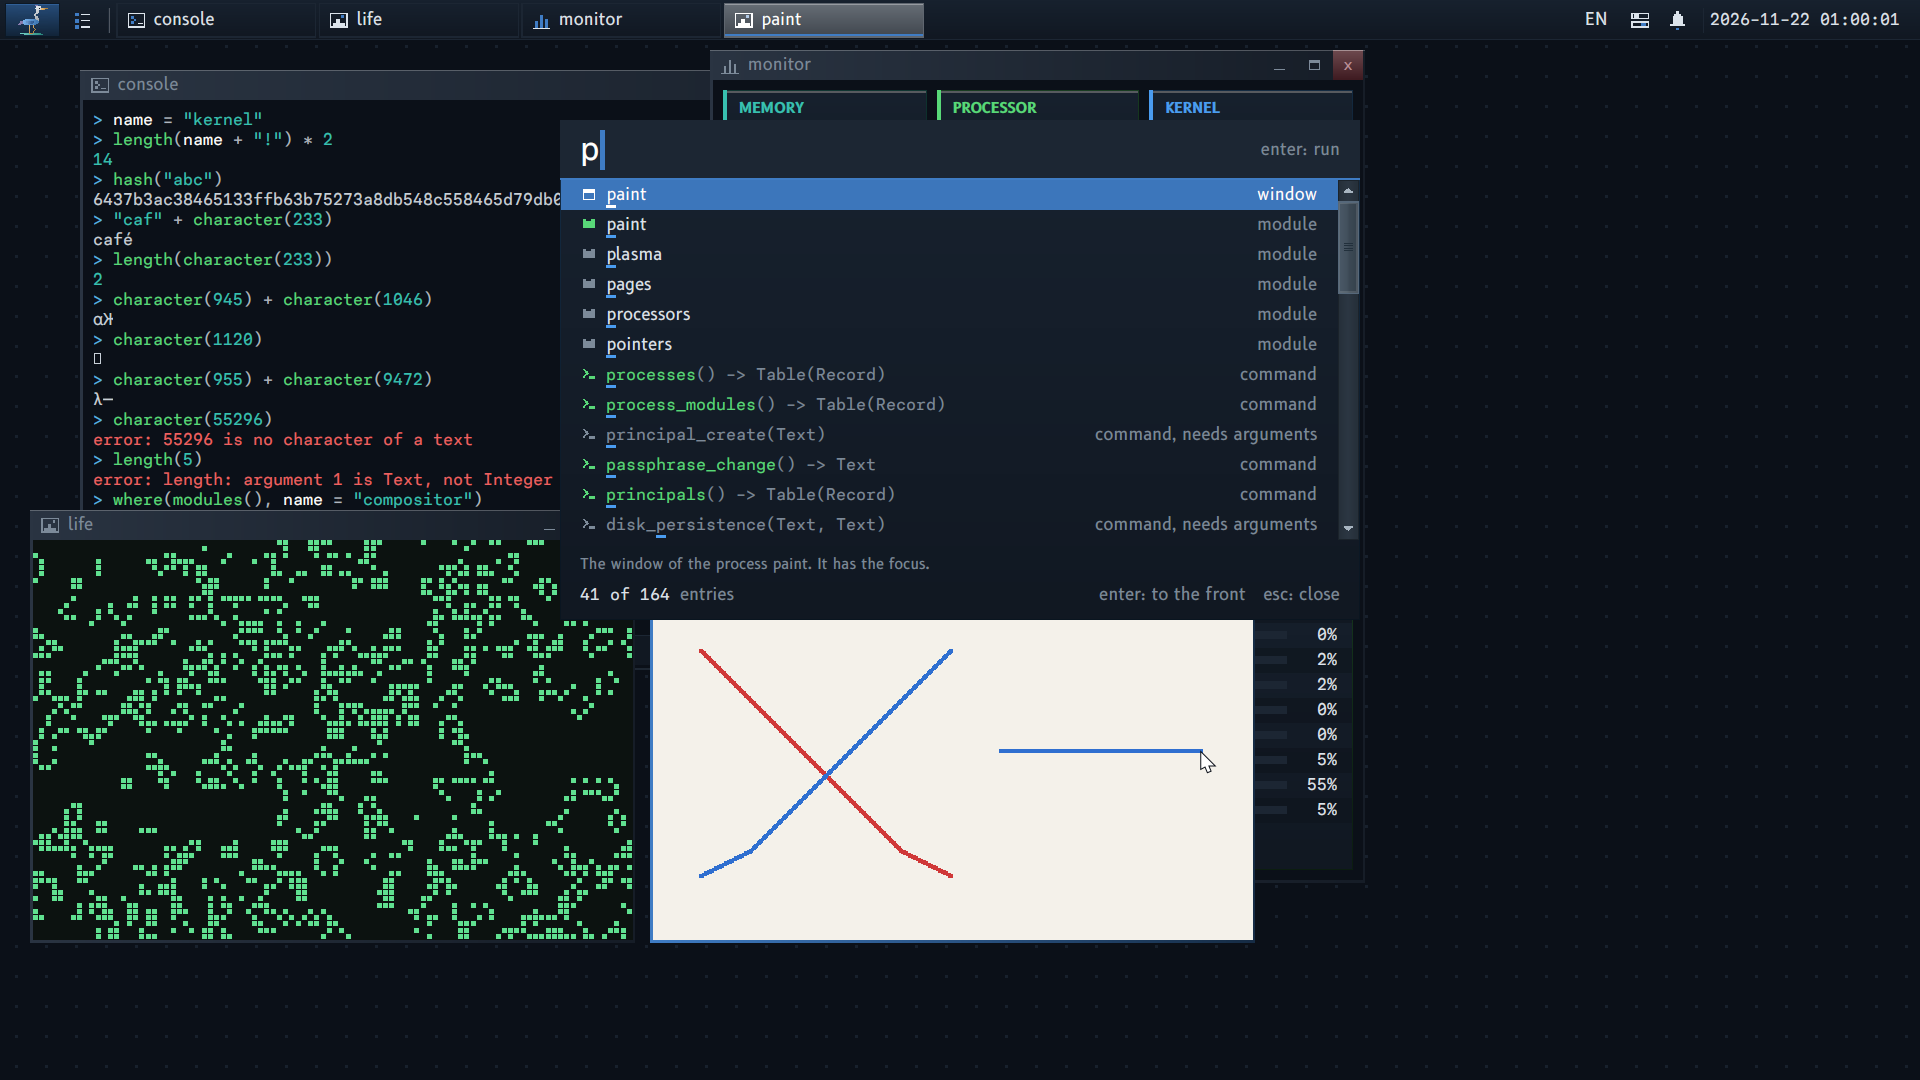 console
life
monitor
paint
EN
2026-11-22 01:00:01
console
> name = "kernel"
> length(name + "!") * 2
14
> hash("abc")
6437b3ac38465133ffb63b75273a8db548c558465d79db0
> "caf" + character(233)
café
> length(character(233))
2
> character(945) + character(1046)
αЖ
> character(1120)
> character(955) + character(9472)
λ─
> character(55296)
error: 55296 is no character of a text
> length(5)
error: length: argument 1 is Text, not Integer
> where(modules(), name = "compositor")
monitor
x
MEMORY
PROCESSOR
KERNEL
p
enter: run
paint window
paint module
plasma module
pages module
processors module
pointers module
processes() -> Table(Record) command
process_modules() -> Table(Record) command
principal_create(Text) command, needs arguments
passphrase_change() -> Text command
principals() -> Table(Record) command
disk_persistence(Text, Text) command, needs arguments
The window of the process paint. It has the focus.
41 of 164 entries
enter: to the front esc: close
life
0%
2%
2%
0%
0%
5%
55%
5%